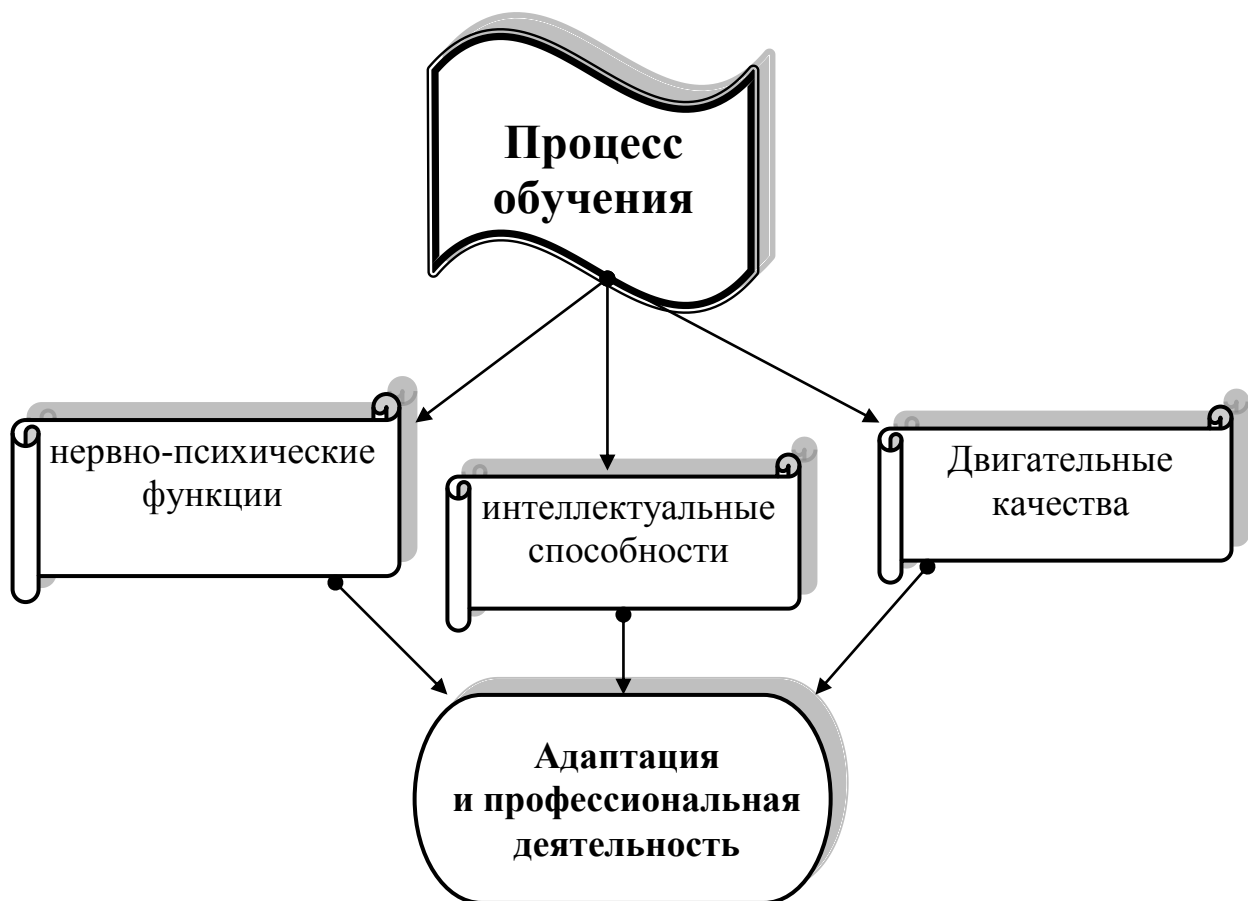 Процесс
обучения
нервно-психические
функции
интеллектуальные
способности
Двигательные
качества
Адаптация
и профессиональная
деятельность